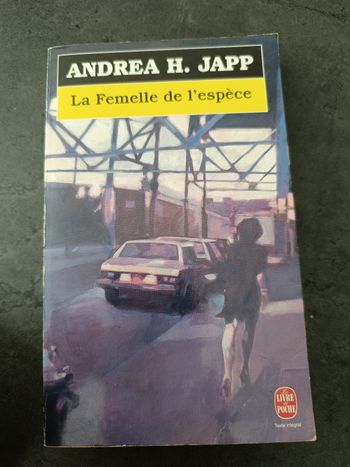 ANDREA H. JAPP
La Femelle de l'espèce
LE LIVRE
DE
POCHE
Texte intégral